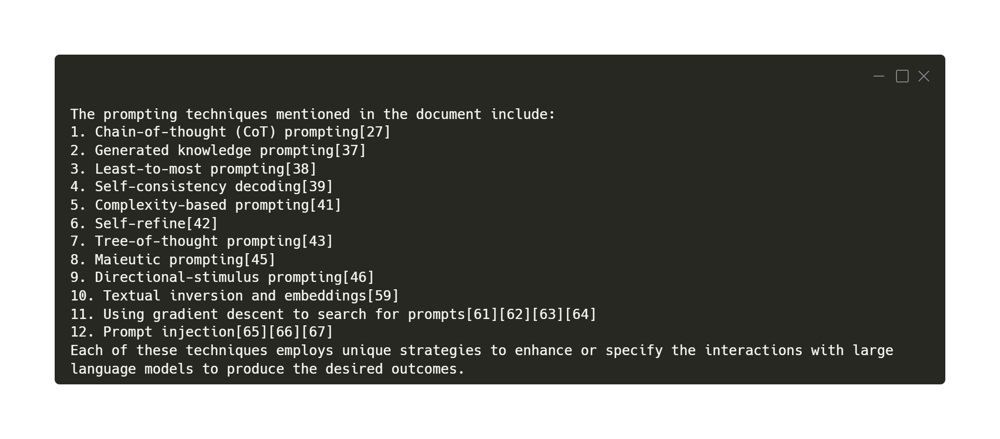 The prompting techniques mentioned in the document include:
1. Chain-of-thought (CoT) prompting[27]
2. Generated knowledge prompting[37]
3. Least-to-most prompting[38]
4. Self-consistency decoding[39]
5. Complexity-based prompting[41]
6. Self-refine[42]
7. Tree-of-thought prompting[43]
8. Maieutic prompting[45]
9. Directional-stimulus prompting[46]
10. Textual inversion and embeddings[59]
11. Using gradient descent to search for prompts[61][62][63][64]
12. Prompt injection[65][66][67]
Each of these techniques employs unique strategies to enhance or specify the interactions with large
language models to produce the desired outcomes.